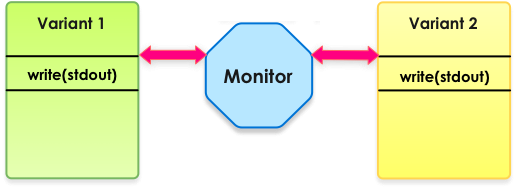 Variant 1
write(stdout)
Monitor
Variant 2
write(stdout)